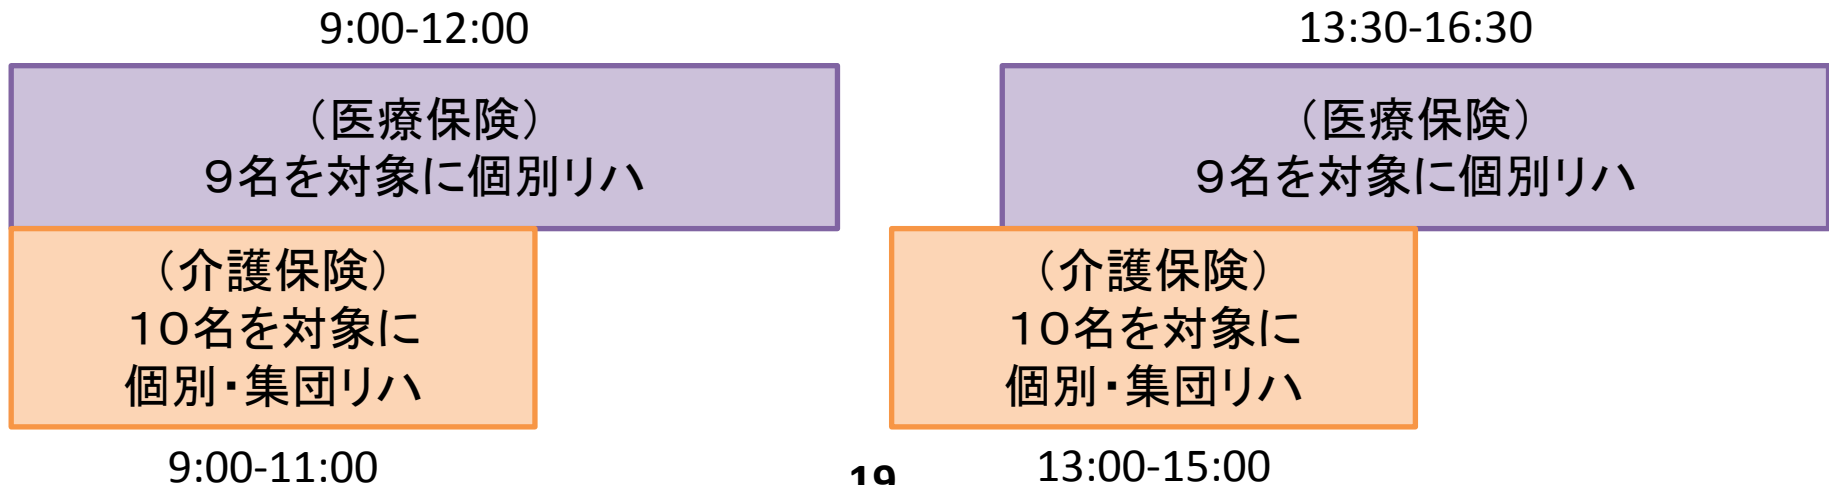 9:00-12:00
（医療保険）
９名を対象に個別リハ
（介護保険）
１０名を対象に
個別・集団リハ
9:00-11:00
13:30-16:30
（医療保険）
９名を対象に個別リハ
（介護保険）
１０名を対象に
個別・集団リハ
13:00-15:00
19